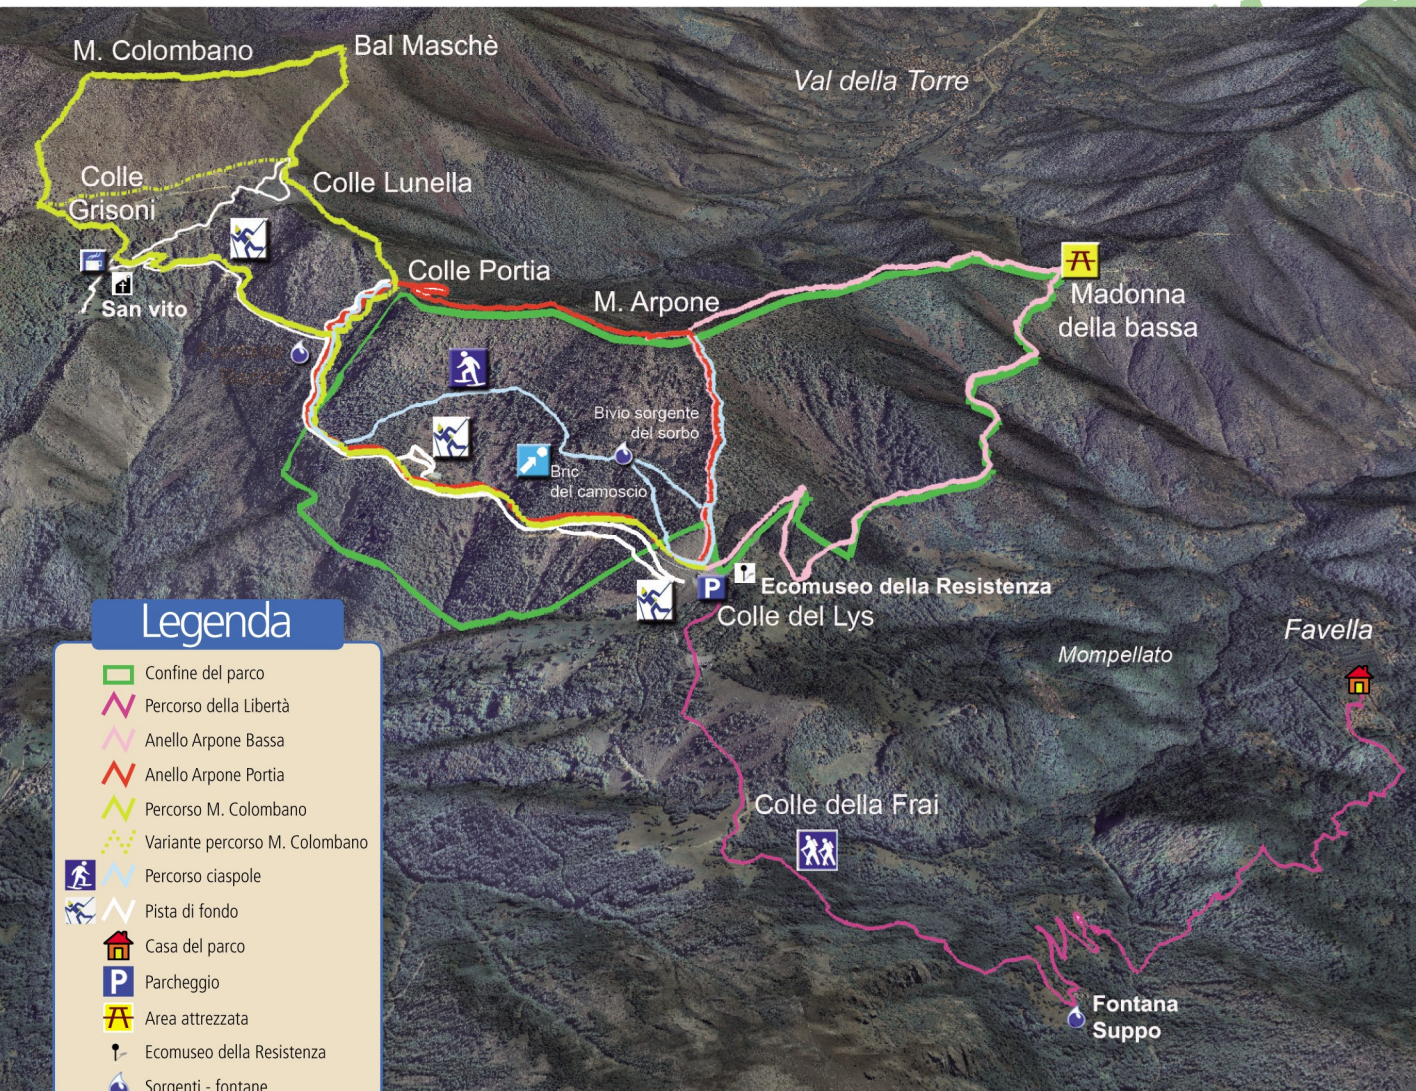 M. Colombano
Bal Maschè
Val della Torre
Colle
Grisoni
Colle Lunella
Colle Portia
M. Arpone
Madonna
della bassa
San vito
Bivio sorgente
del sorbo
Bric
del camoscio
P
Ecomuseo della Resistenza
Colle del Lys
Mompellato
Favella
Colle della Frai
Fontana
Suppo
Legenda
Confine del parco
Percorso della Libertà
Anello Arpone Bassa
Anello Arpone Portia
Percorso M. Colombano
Variante percorso M. Colombano
Percorso ciaspole
Pista di fondo
Casa del parco
P Parcheggio
Area attrezzata
Ecomuseo della Resistenza
Sorgenti - fontane